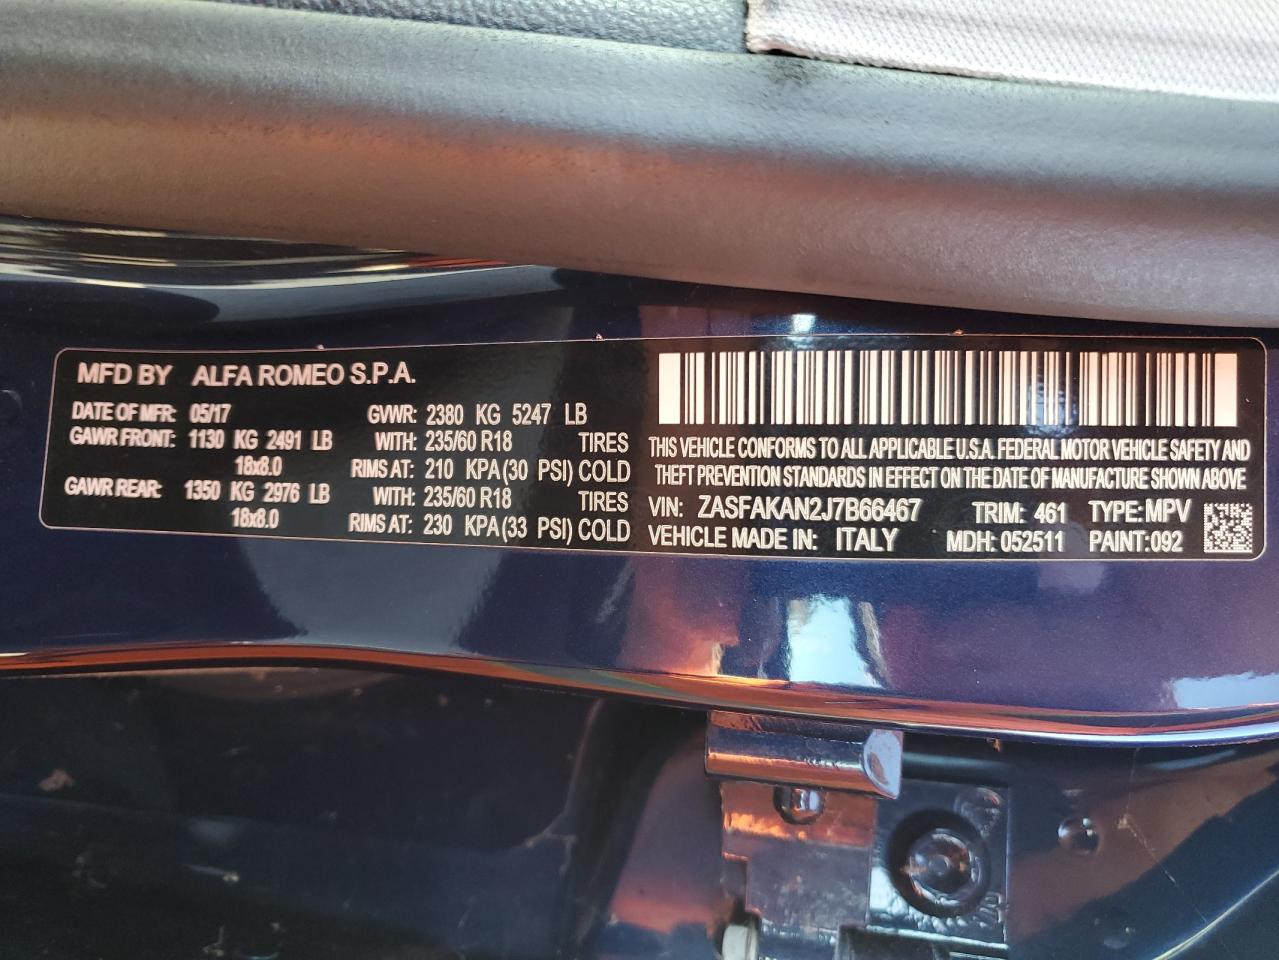 MFD BY ALFA ROMEO S.P.A.
DATE OF MFR: 05/17 GVWR: 2380 KG 5247 LB
GAWR FRONT: 1130 KG 2491 LB WITH: 235/60 R18 TIRES
18x8.0 RIMS AT: 210 KPA(30 PSI) COLD
GAWR REAR: 1350 KG 2976 LB WITH: 235/60 R18 TIRES
18x8.0 RIMS AT: 230 KPA(33 PSI) COLD
THIS VEHICLE CONFORMS TO ALL APPLICABLE U.S.A. FEDERAL MOTOR VEHICLE SAFETY AND
THEFT PREVENTION STANDARDS IN EFFECT ON THE DATE OF MANUFACTURE SHOWN ABOVE.
VIN: ZASFAKAN2J7B66467 TRIM: 461 TYPE: MPV
VEHICLE MADE IN: ITALY MDH: 052511 PAINT:092